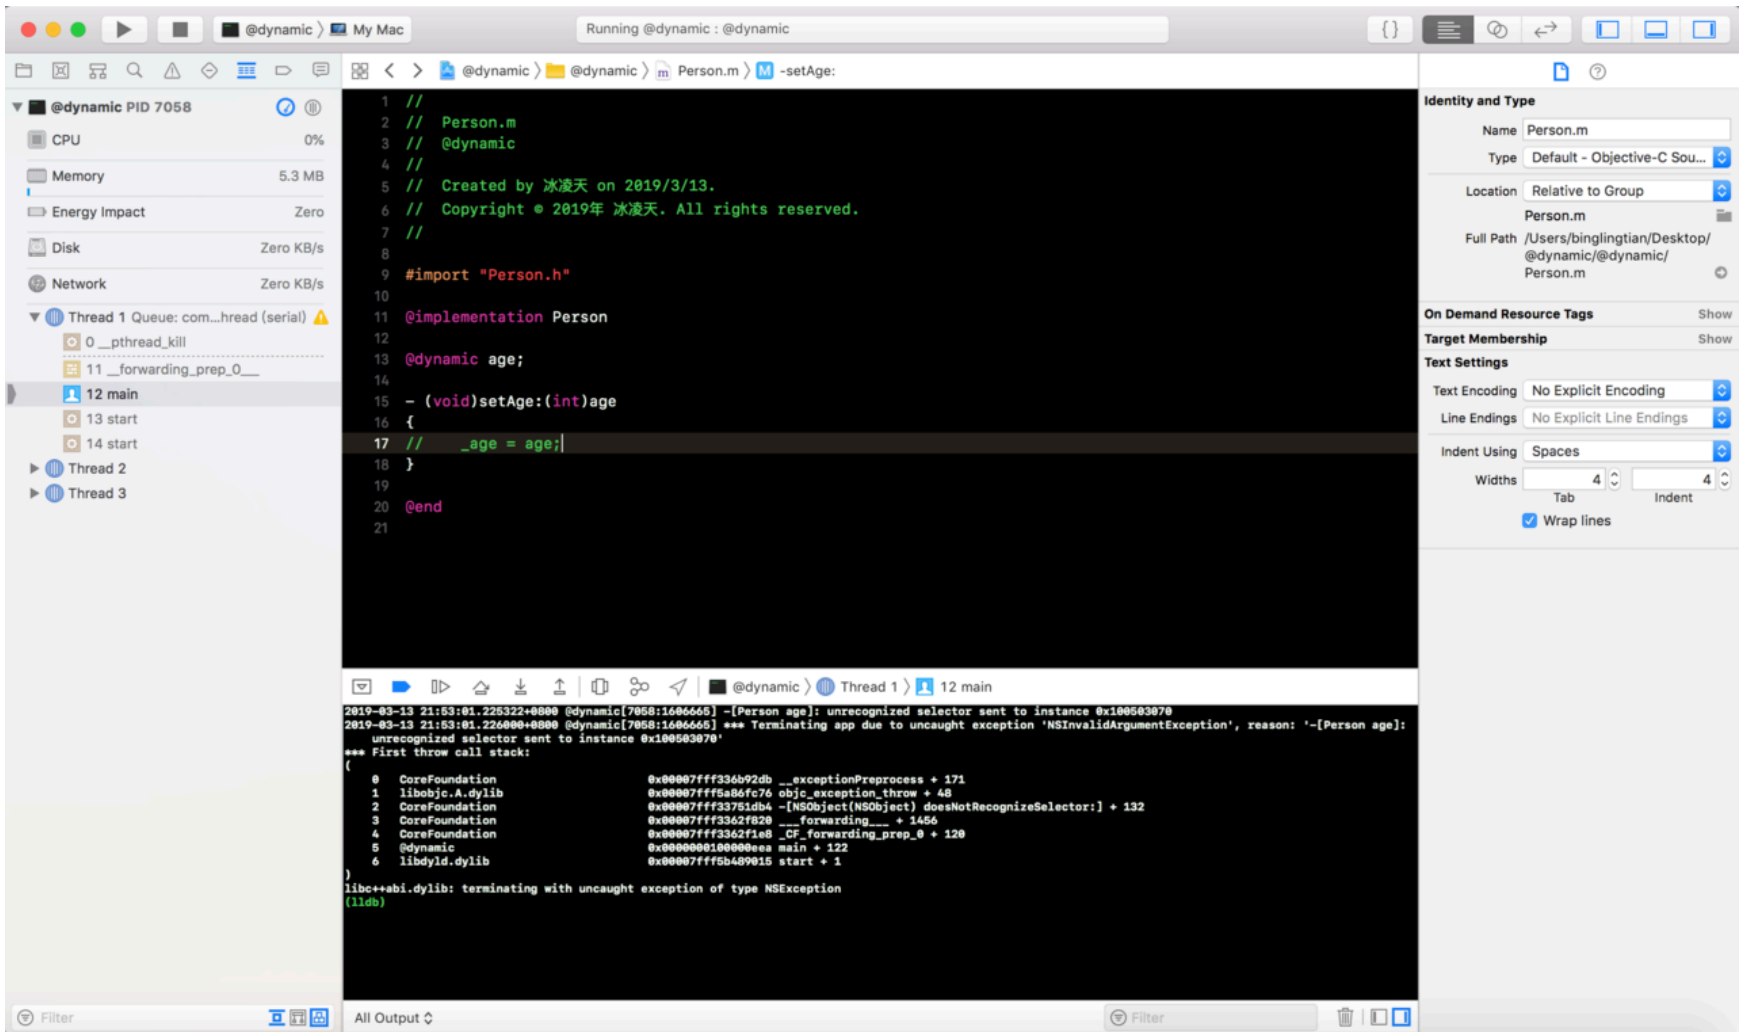 @dynamic 〉 My Mac
Running @dynamic : @dynamic
{ }
@dynamic 〉 @dynamic 〉 m Person.m 〉 M -setAge:
@dynamic PID 7058
CPU 0%
Memory 5.3 MB
Energy Impact Zero
Disk Zero KB/s
Network Zero KB/s
Thread 1 Queue: com...hread (serial)
0 __pthread_kill
11 __forwarding_prep_0___
12 main
13 start
14 start
Thread 2
Thread 3
Filter
1 //
2 //  Person.m
3 //  @dynamic
4 //
5 //  Created by 冰凌天 on 2019/3/13.
6 //  Copyright © 2019年 冰凌天. All rights reserved.
7 //
8
9 #import "Person.h"
10
11 @implementation Person
12
13 @dynamic age;
14
15 - (void)setAge:(int)age
16 {
17 //    _age = age;
18 }
19
20 @end
21
@dynamic 〉 Thread 1 〉 12 main
2019-03-13 21:53:01.225322+0800 @dynamic[7058:1606665] -[Person age]: unrecognized selector sent to instance 0x100503070
2019-03-13 21:53:01.226000+0800 @dynamic[7058:1606665] *** Terminating app due to uncaught exception 'NSInvalidArgumentException', reason: '-[Person age]:
unrecognized selector sent to instance 0x100503070'
*** First throw call stack:
(
0 CoreFoundation 0x00007fff336b92db __exceptionPreprocess + 171
1 libobjc.A.dylib 0x00007fff5a86fc76 objc_exception_throw + 48
2 CoreFoundation 0x00007fff33751db4 -[NSObject(NSObject) doesNotRecognizeSelector:] + 132
3 CoreFoundation 0x00007fff3362f820 ___forwarding___ + 1456
4 CoreFoundation 0x00007fff3362f1e8 _CF_forwarding_prep_0 + 120
5 @dynamic 0x0000000100000eea main + 122
6 libdyld.dylib 0x00007fff5b489015 start + 1
)
libc++abi.dylib: terminating with uncaught exception of type NSException
(lldb)
All Output
Filter
Identity and Type
Name Person.m
Type Default - Objective-C Sou...
Location Relative to Group
Person.m
Full Path /Users/binglingtian/Desktop/
@dynamic/@dynamic/
Person.m
On Demand Resource Tags Show
Target Membership Show
Text Settings
Text Encoding No Explicit Encoding
Line Endings No Explicit Line Endings
Indent Using Spaces
Widths 4 4
Tab Indent
Wrap lines